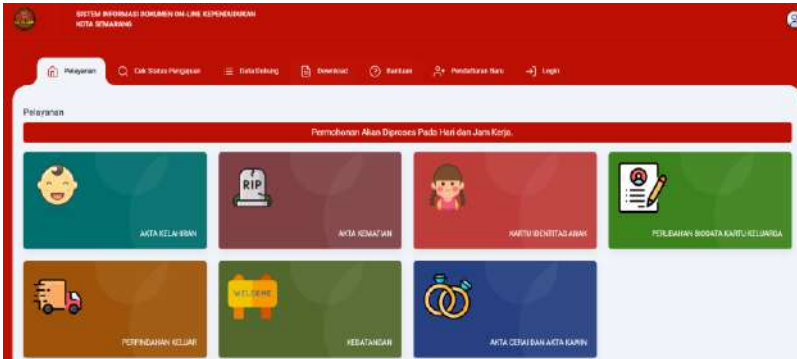 SISTEM INFORMASI DOKUMEN ON-LINE KEPENDUDUKAN
KOTA SEMARANG
Pelayanan
Cek Status Pengajuan
Data Dukung
Download
Bantuan
Pendaftaran Baru
Login
Pelayanan
Permohonan Akan Diproses Pada Hari dan Jam Kerja.
AKTA KELAHIRAN
RIP
AKTA KEMATIAN
KARTU IDENTITAS ANAK
PERUBAHAN BIODATA KARTU KELUARGA
PERPINDAHAN KELUAR
WELCOME
KEDATANGAN
AKTA CERAI DAN AKTA KAWIN